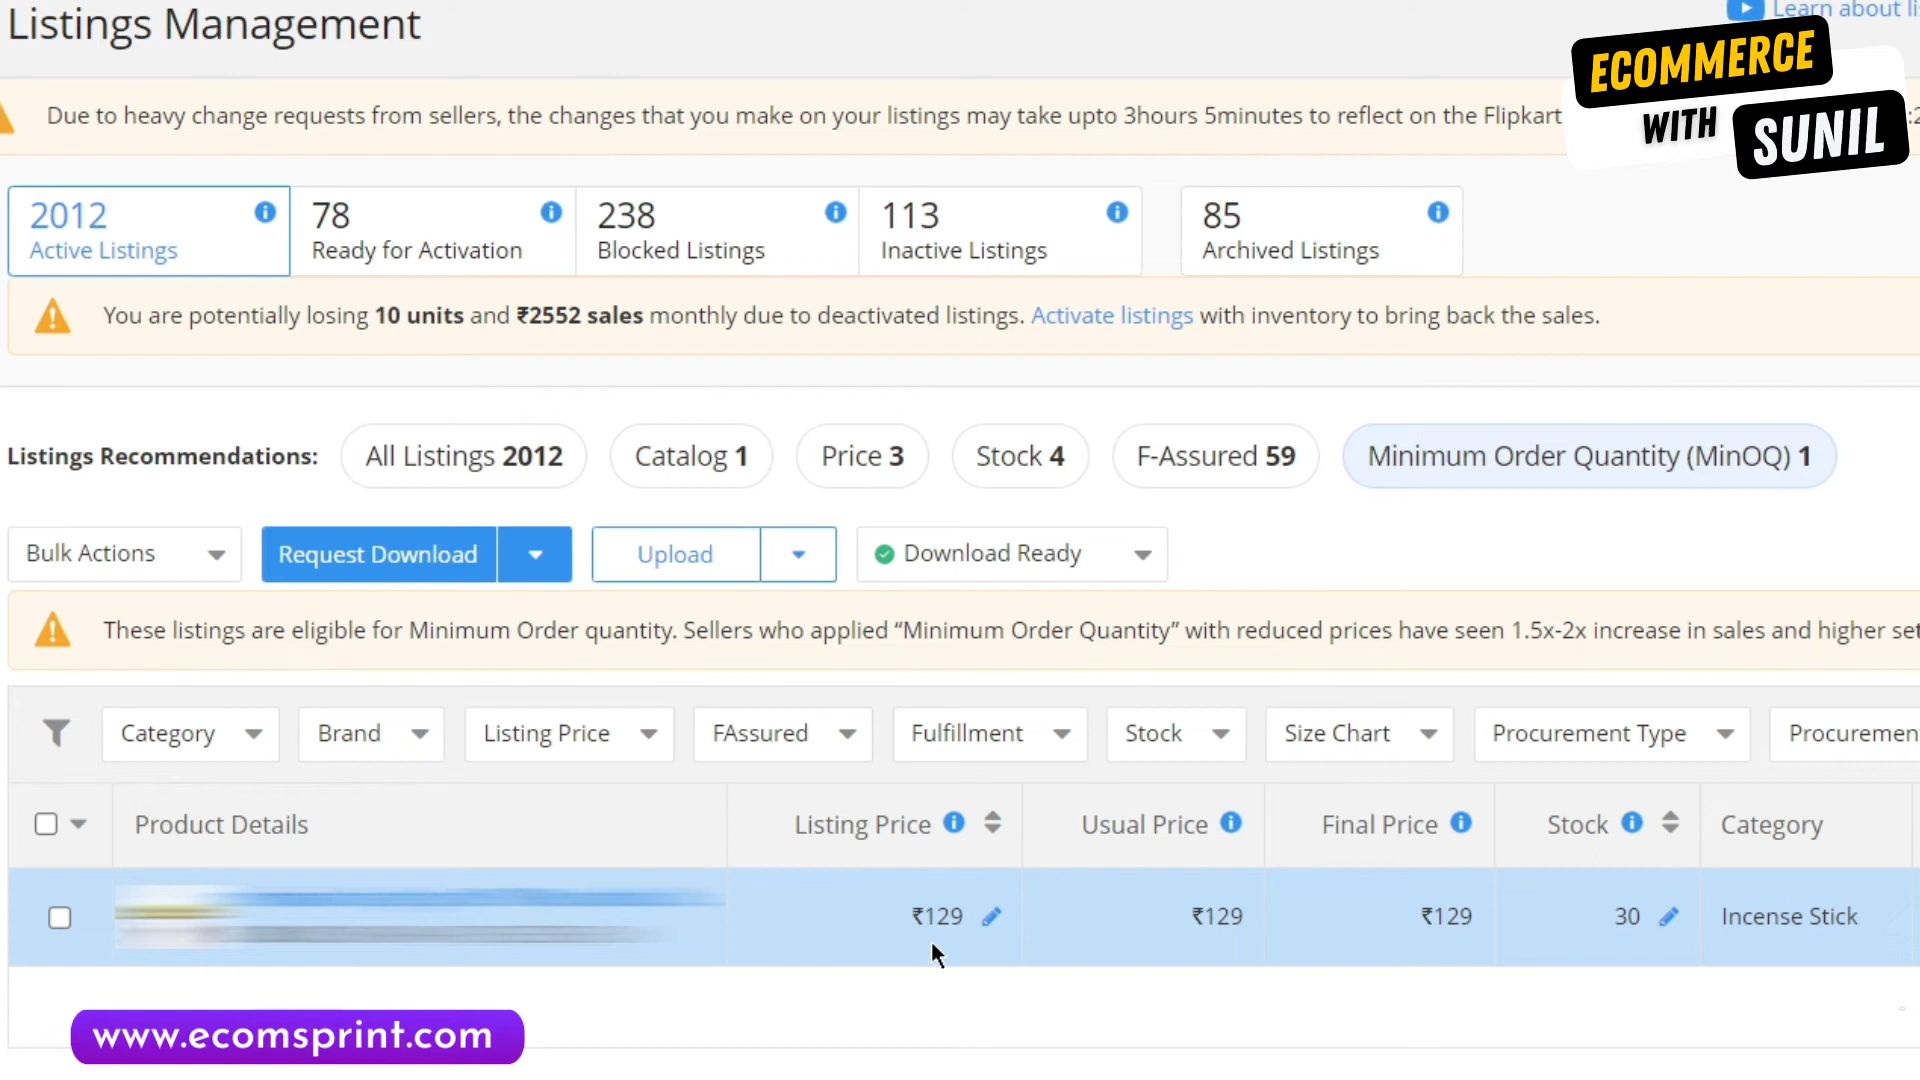 Listings Management
Learn about li
ECOMMERCE
WITH SUNIL
Due to heavy change requests from sellers, the changes that you make on your listings may take upto 3hours 5minutes to reflect on the Flipkart
2012 78 238 113 85
Active Listings Ready for Activation Blocked Listings Inactive Listings Archived Listings
You are potentially losing 10 units and ₹2552 sales monthly due to deactivated listings. Activate listings with inventory to bring back the sales.
Listings Recommendations: All Listings 2012 Catalog 1 Price 3 Stock 4 F-Assured 59 Minimum Order Quantity (MinOQ) 1
Bulk Actions Request Download Upload Download Ready
These listings are eligible for Minimum Order quantity. Sellers who applied “Minimum Order Quantity” with reduced prices have seen 1.5x-2x increase in sales and higher set
Category Brand Listing Price FAssured Fulfillment Stock Size Chart Procurement Type Procuremen
Product Details Listing Price Usual Price Final Price Stock Category
₹129 ₹129 ₹129 30 Incense Stick
www.ecomsprint.com